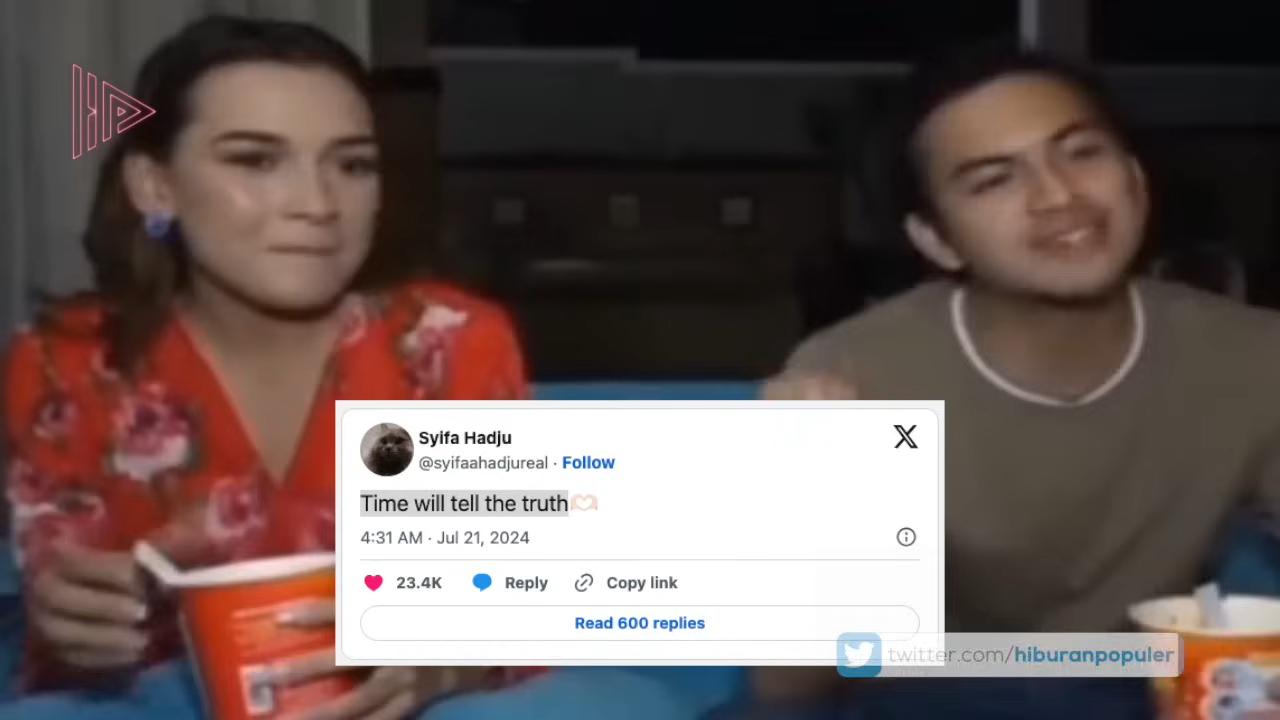 HP
Syifa Hadju
@syifaahadjureal · Follow
Time will tell the truth🫶🏻
4:31 AM · Jul 21, 2024
23.4K Reply Copy link
Read 600 replies
twitter.com/hiburanpopuler